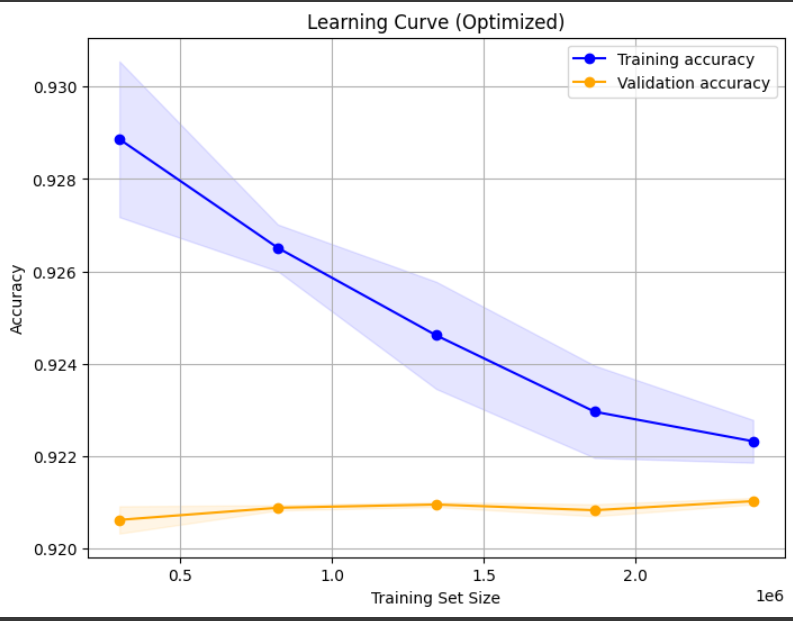 Learning Curve (Optimized)
Training accuracy
Validation accuracy
0.930
0.928
0.926
0.924
0.922
0.920
Accuracy
0.5
1.0
1.5
2.0
1e6
Training Set Size